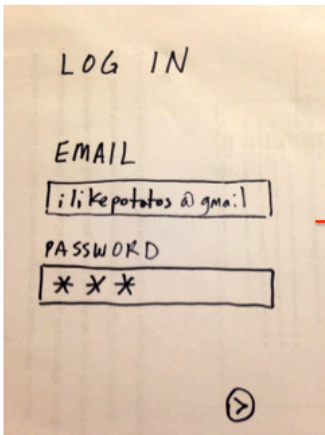 LOG IN
EMAIL
ilikepotatos @ gmail
PASSWORD
***
>